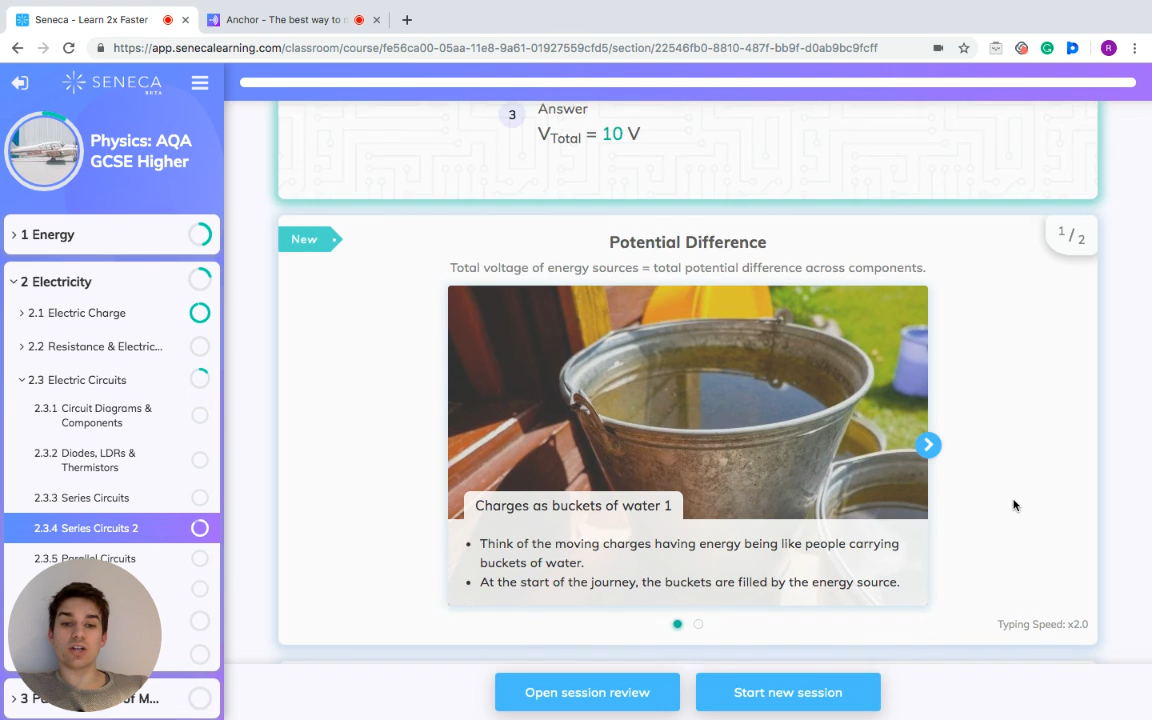 Seneca - Learn 2x Faster
Anchor - The best way to
https://app.senecalearning.com/classroom/course/fe56ca00-05aa-11e8-9a61-01927559cfd5/section/22546fb0-8810-487f-bb9f-d0ab9bc9fcff
R
SENECA
BETA
Physics: AQA
GCSE Higher
1 Energy
2 Electricity
2.1 Electric Charge
2.2 Resistance & Electric...
2.3 Electric Circuits
2.3.1 Circuit Diagrams &
Components
2.3.2 Diodes, LDRs &
Thermistors
2.3.3 Series Circuits
2.3.4 Series Circuits 2
2.3.5 Parallel Circuits
3 of M...
3
Answer
VTotal = 10 V
New
Potential Difference
1/2
Total voltage of energy sources = total potential difference across components.
Charges as buckets of water 1
• Think of the moving charges having energy being like people carrying
buckets of water.
• At the start of the journey, the buckets are filled by the energy source.
Typing Speed: x2.0
Open session review
Start new session